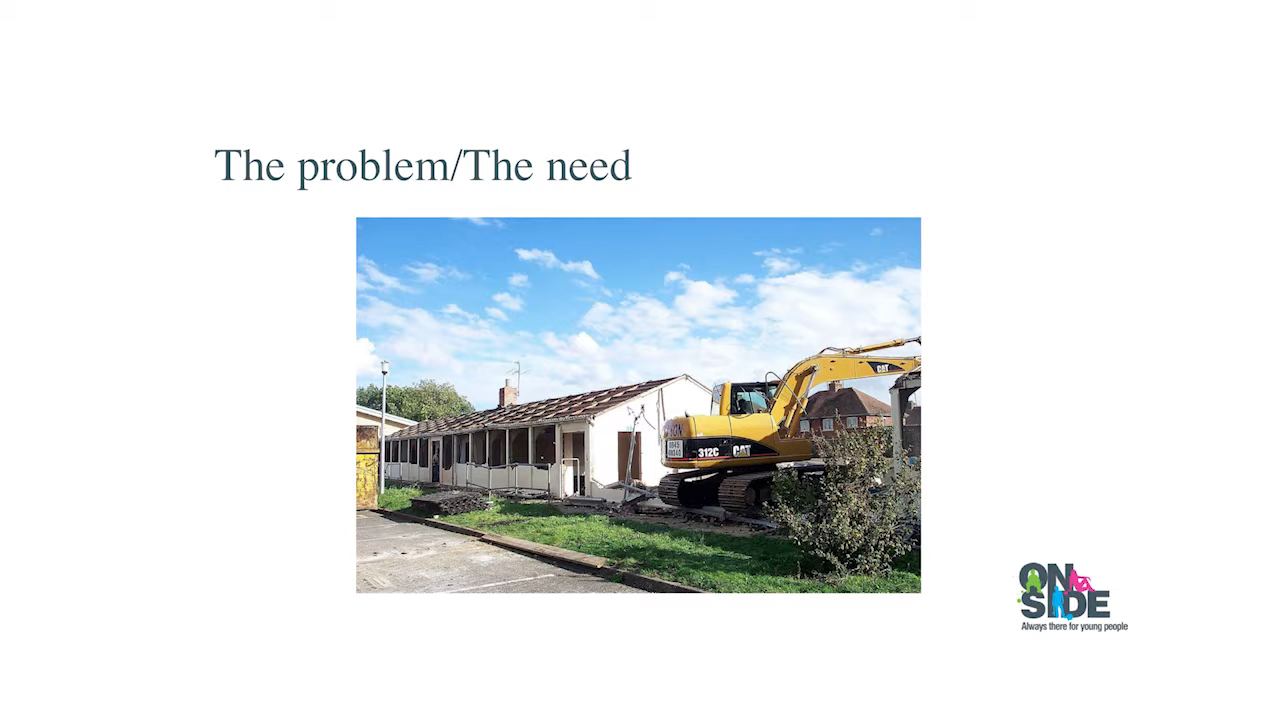 The problem/The need
CAT
312C
CAT
ON
SIDE
Always there for young people